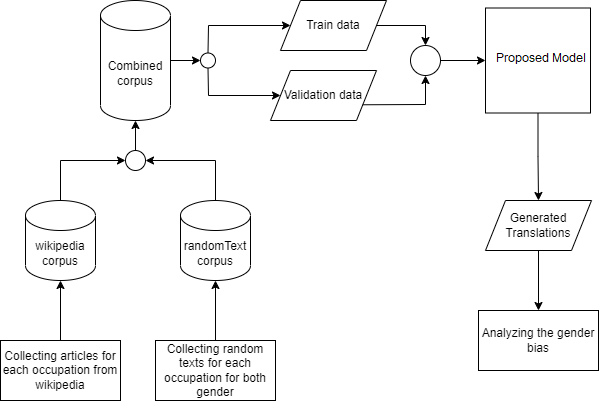 Combined
corpus
Train data
Validation data
Proposed Model
wikipedia
corpus
randomText
corpus
Generated
Translations
Collecting articles for
each occupation from
wikipedia
Collecting random
texts for each
occupation for both
gender
Analyzing the gender
bias